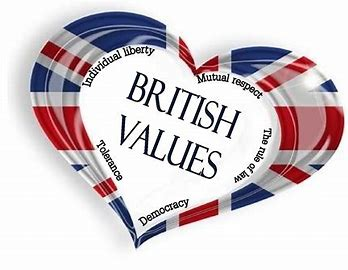 Individual liberty
Mutual respect
BRITISH
VALUES
Tolerance
The rule of law
Democracy